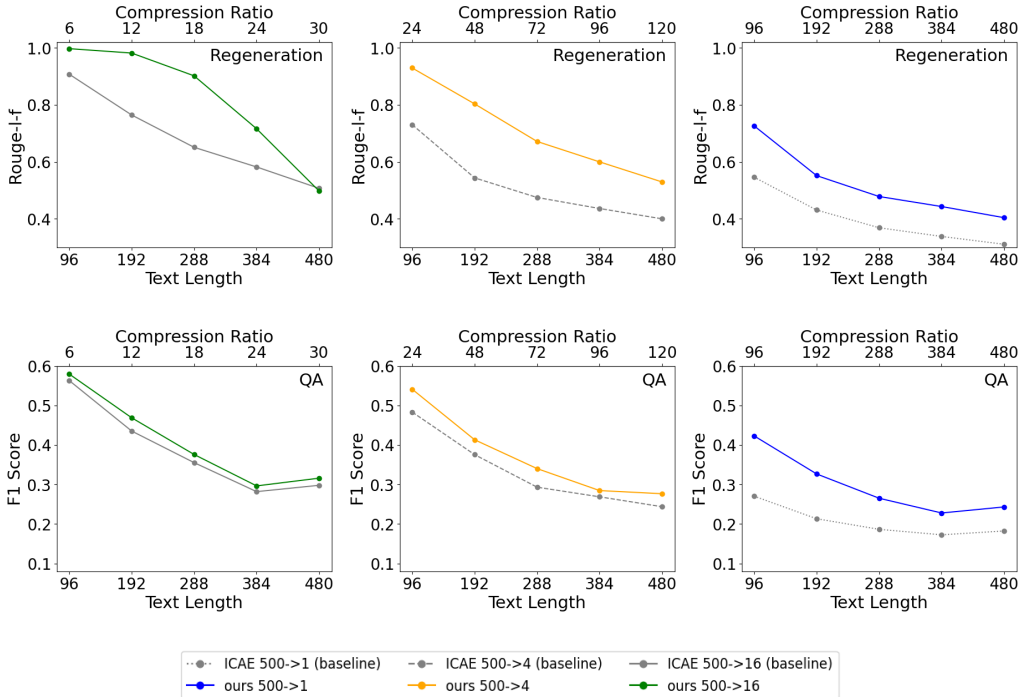 Compression Ratio Compression Ratio Compression Ratio
6 12 18 24 30 24 48 72 96 120 96 192 288 384 480
Regeneration Regeneration Regeneration
1.0 1.0 1.0
0.8 0.8 0.8
0.6 0.6 0.6
0.4 0.4 0.4
Rouge-l-f Rouge-l-f Rouge-l-f
96 192 288 384 480 96 192 288 384 480 96 192 288 384 480
Text Length Text Length Text Length
Compression Ratio Compression Ratio Compression Ratio
6 12 18 24 30 24 48 72 96 120 96 192 288 384 480
QA QA QA
0.6 0.6 0.6
0.5 0.5 0.5
0.4 0.4 0.4
0.3 0.3 0.3
0.2 0.2 0.2
0.1 0.1 0.1
F1 Score F1 Score F1 Score
96 192 288 384 480 96 192 288 384 480 96 192 288 384 480
Text Length Text Length Text Length
ICAE 500->1 (baseline) ICAE 500->4 (baseline) ICAE 500->16 (baseline)
ours 500->1 ours 500->4 ours 500->16